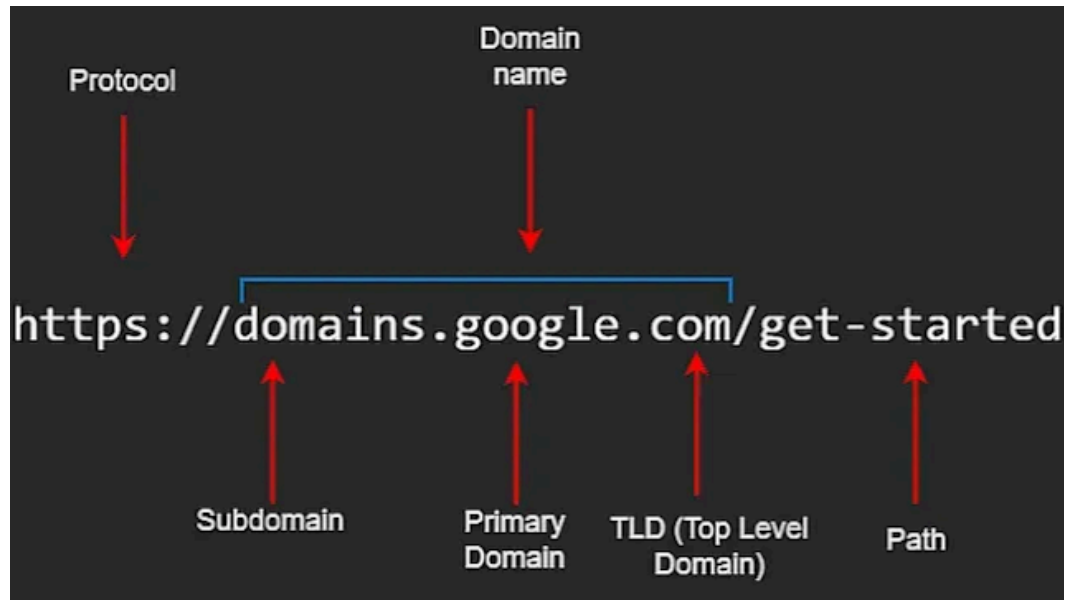 Domain
name
Protocol
https://domains.google.com/get-started
Subdomain
Primary
Domain
TLD (Top Level
Domain)
Path